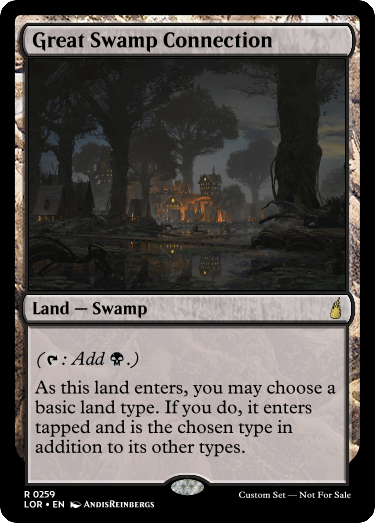 Great Swamp Connection
Land — Swamp
(: Add .)
As this land enters, you may choose a
basic land type. If you do, it enters
tapped and is the chosen type in
addition to its other types.
R 0259
LOR • EN AndisReinbergs
Custom Set — Not For Sale